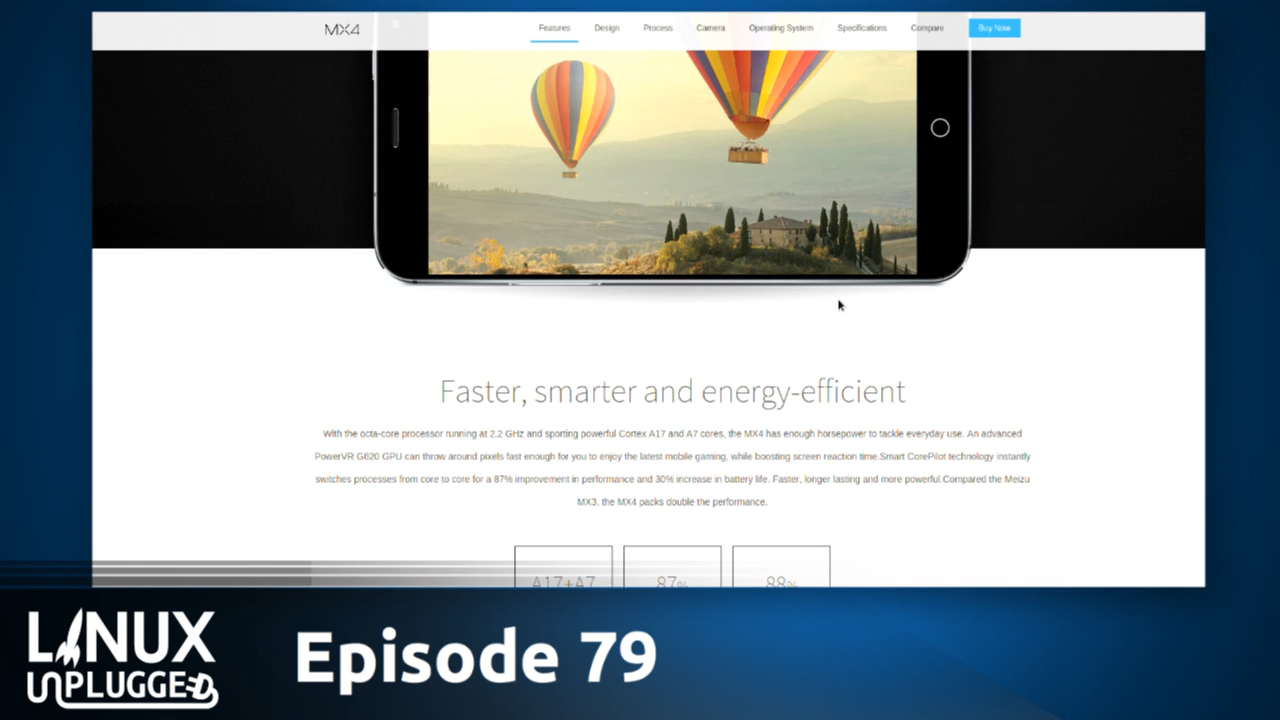 MX4 Features Design Process Camera Operating System Specifications Compare Buy Now
Faster, smarter and energy-efficient
With the octa-core processor running at 2.2 GHz and sporting powerful Cortex A17 and A7 cores, the MX4 has enough horsepower to tackle everyday use. An advanced
PowerVR G620 GPU can throw around pixels fast enough for you to enjoy the latest mobile gaming, while boosting screen reaction time.Smart CorePilot technology instantly
switches processes from core to core for a 87% improvement in performance and 30% increase in battery life. Faster, longer lasting and more powerful.Compared the Meizu
MX3, the MX4 packs double the performance.
A17+A7 87% 88%
LINUX
UNPLUGGED
Episode 79